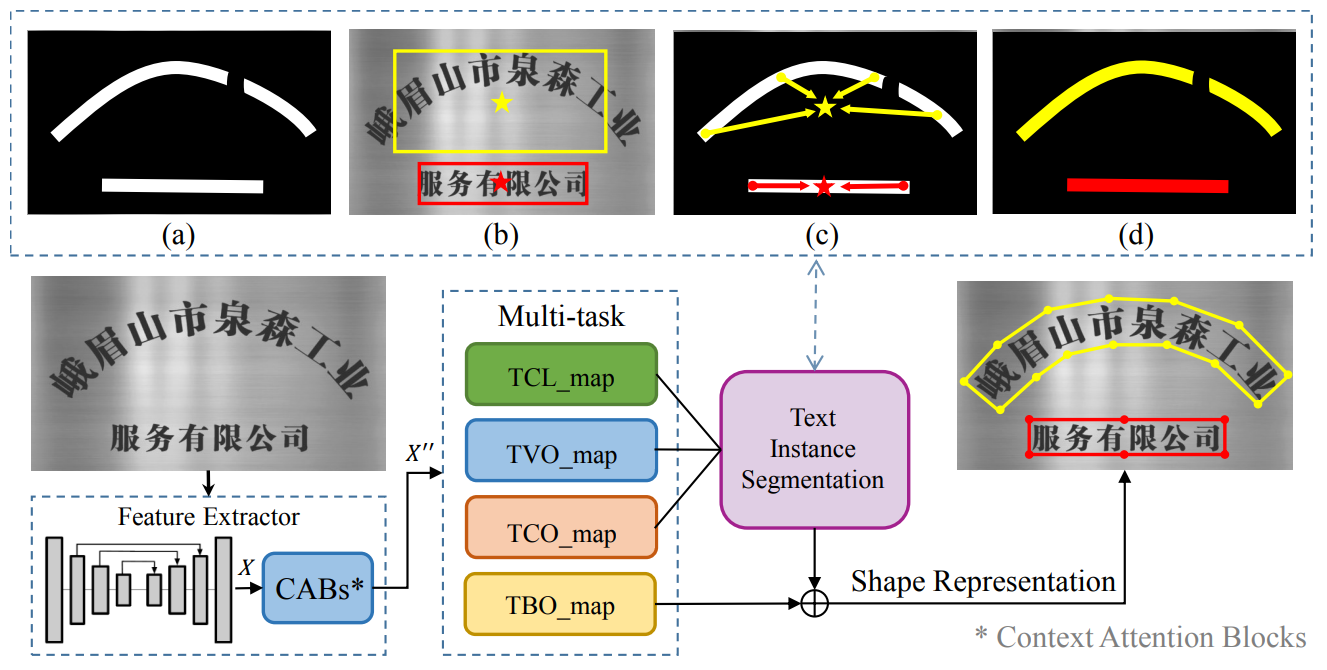 峨眉山市泉森工业
服务有限公司
(a)
(b)
(c)
(d)
峨眉山市泉森工业
服务有限公司
Feature Extractor
X
CABs*
X''
Multi-task
TCL_map
TVO_map
TCO_map
TBO_map
Text
Instance
Segmentation
Shape Representation
峨眉山市泉森工业
服务有限公司
* Context Attention Blocks